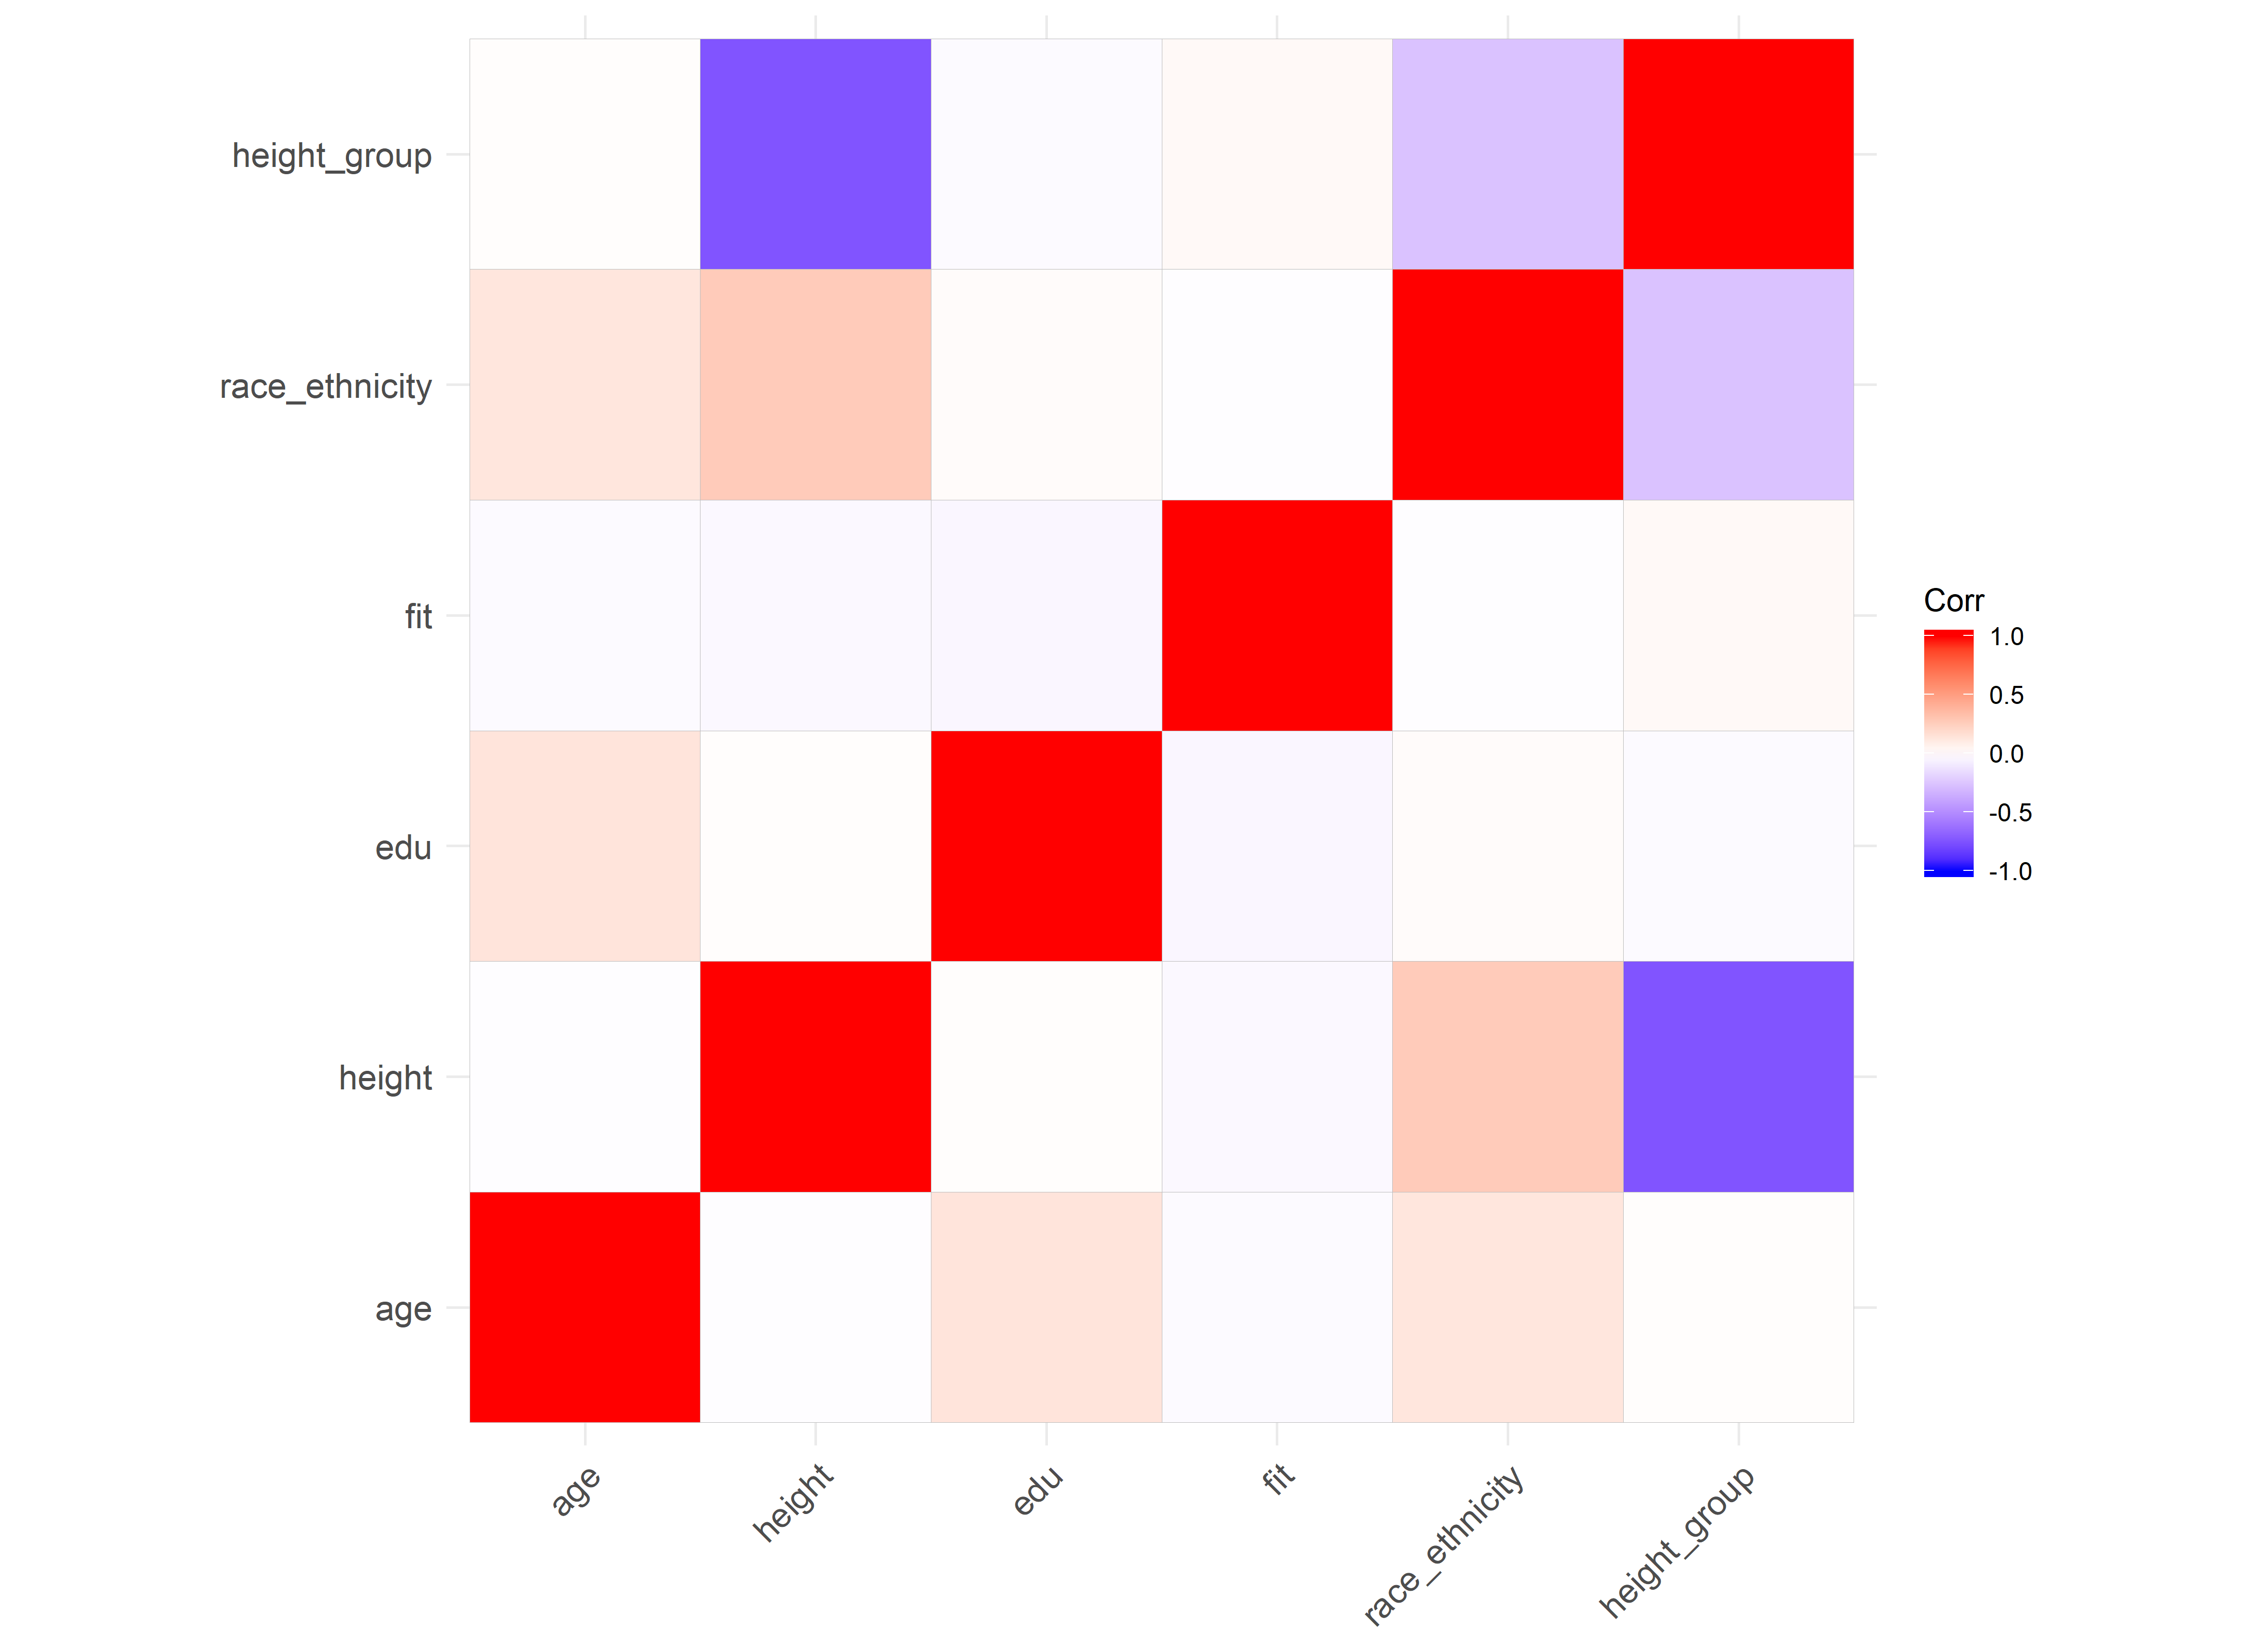 height_group
race_ethnicity
fit
edu
height
age
age
height
edu
fit
race_ethnicity
height_group
Corr
1.0
0.5
0.0
-0.5
-1.0